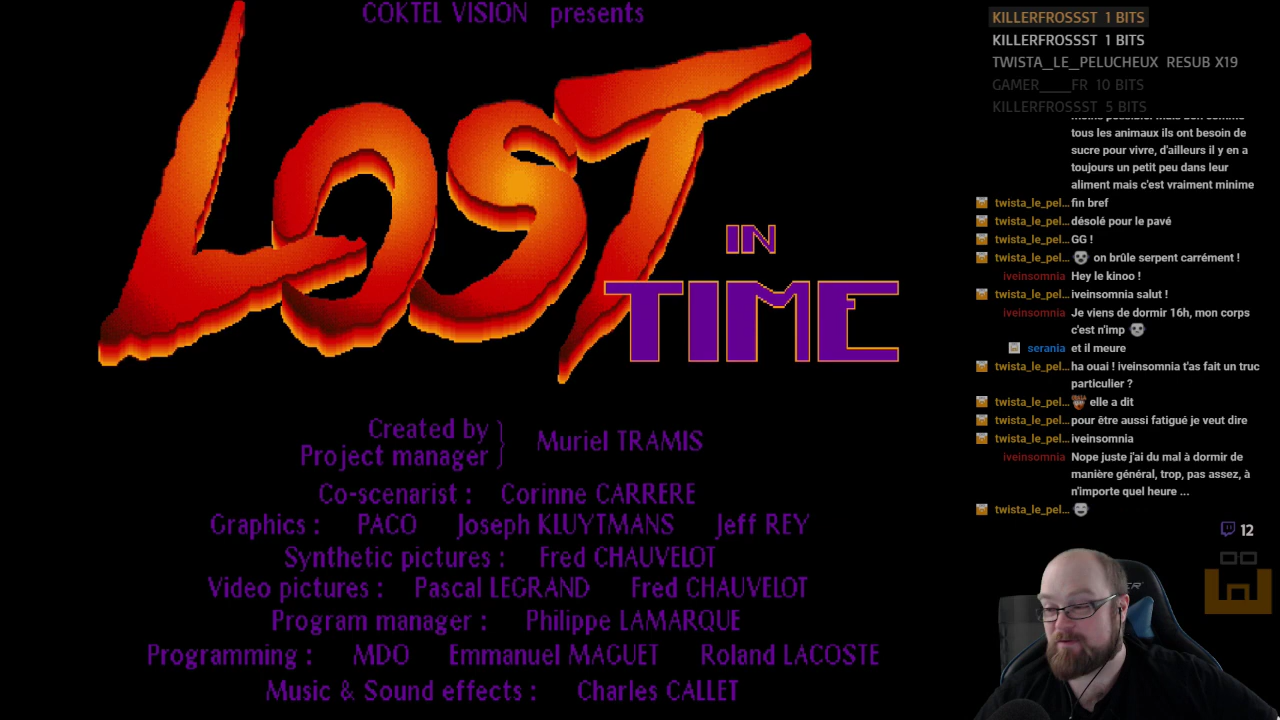 COKTEL VISION presents
LOST
IN
TIME
Created by
Project manager } Muriel TRAMIS
Co-scenarist : Corinne CARRERE
Graphics : PACO Joseph KLUYTMANS Jeff REY
Synthetic pictures : Fred CHAUVELOT
Video pictures : Pascal LEGRAND Fred CHAUVELOT
Program manager : Philippe LAMARQUE
Programming : MDO Emmanuel MAGUET Roland LACOSTE
Music & Sound effects : Charles CALLET
KILLERFROSSST 1 BITS
KILLERFROSSST 1 BITS
TWISTA_LE_PELUCHEUX RESUB X19
GAMER____FR 10 BITS
KILLERFROSSST 5 BITS
tous les animaux ils ont besoin de
sucre pour vivre, d'ailleurs il y en a
toujours un petit peu dans leur
aliment mais c'est vraiment minime
twista_le_pel... fin bref
twista_le_pel... désolé pour le pavé
twista_le_pel... GG !
twista_le_pel... on brûle serpent carrément !
iveinsomnia Hey le kinoo !
twista_le_pel... iveinsomnia salut !
iveinsomnia Je viens de dormir 16h, mon corps
c'est n'imp
serania et il meure
twista_le_pel... ha ouai ! iveinsomnia t'as fait un truc
particulier ?
twista_le_pel... elle a dit
twista_le_pel... pour être aussi fatigué je veut dire
twista_le_pel... iveinsomnia
iveinsomnia Nope juste j'ai du mal à dormir de
manière général, trop, pas assez, à
n'importe quel heure ...
twista_le_pel...
12